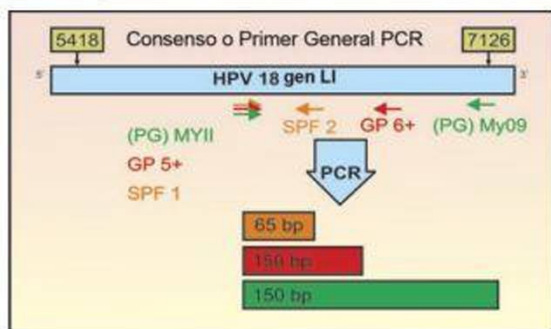 5418 Consenso o Primer General PCR 7126
5' 3'
HPV 18 gen LI
SPF 2 GP 6+ (PG) My09
(PG) MYII
GP 5+
SPF 1
PCR
65 bp
150 bp
150 bp